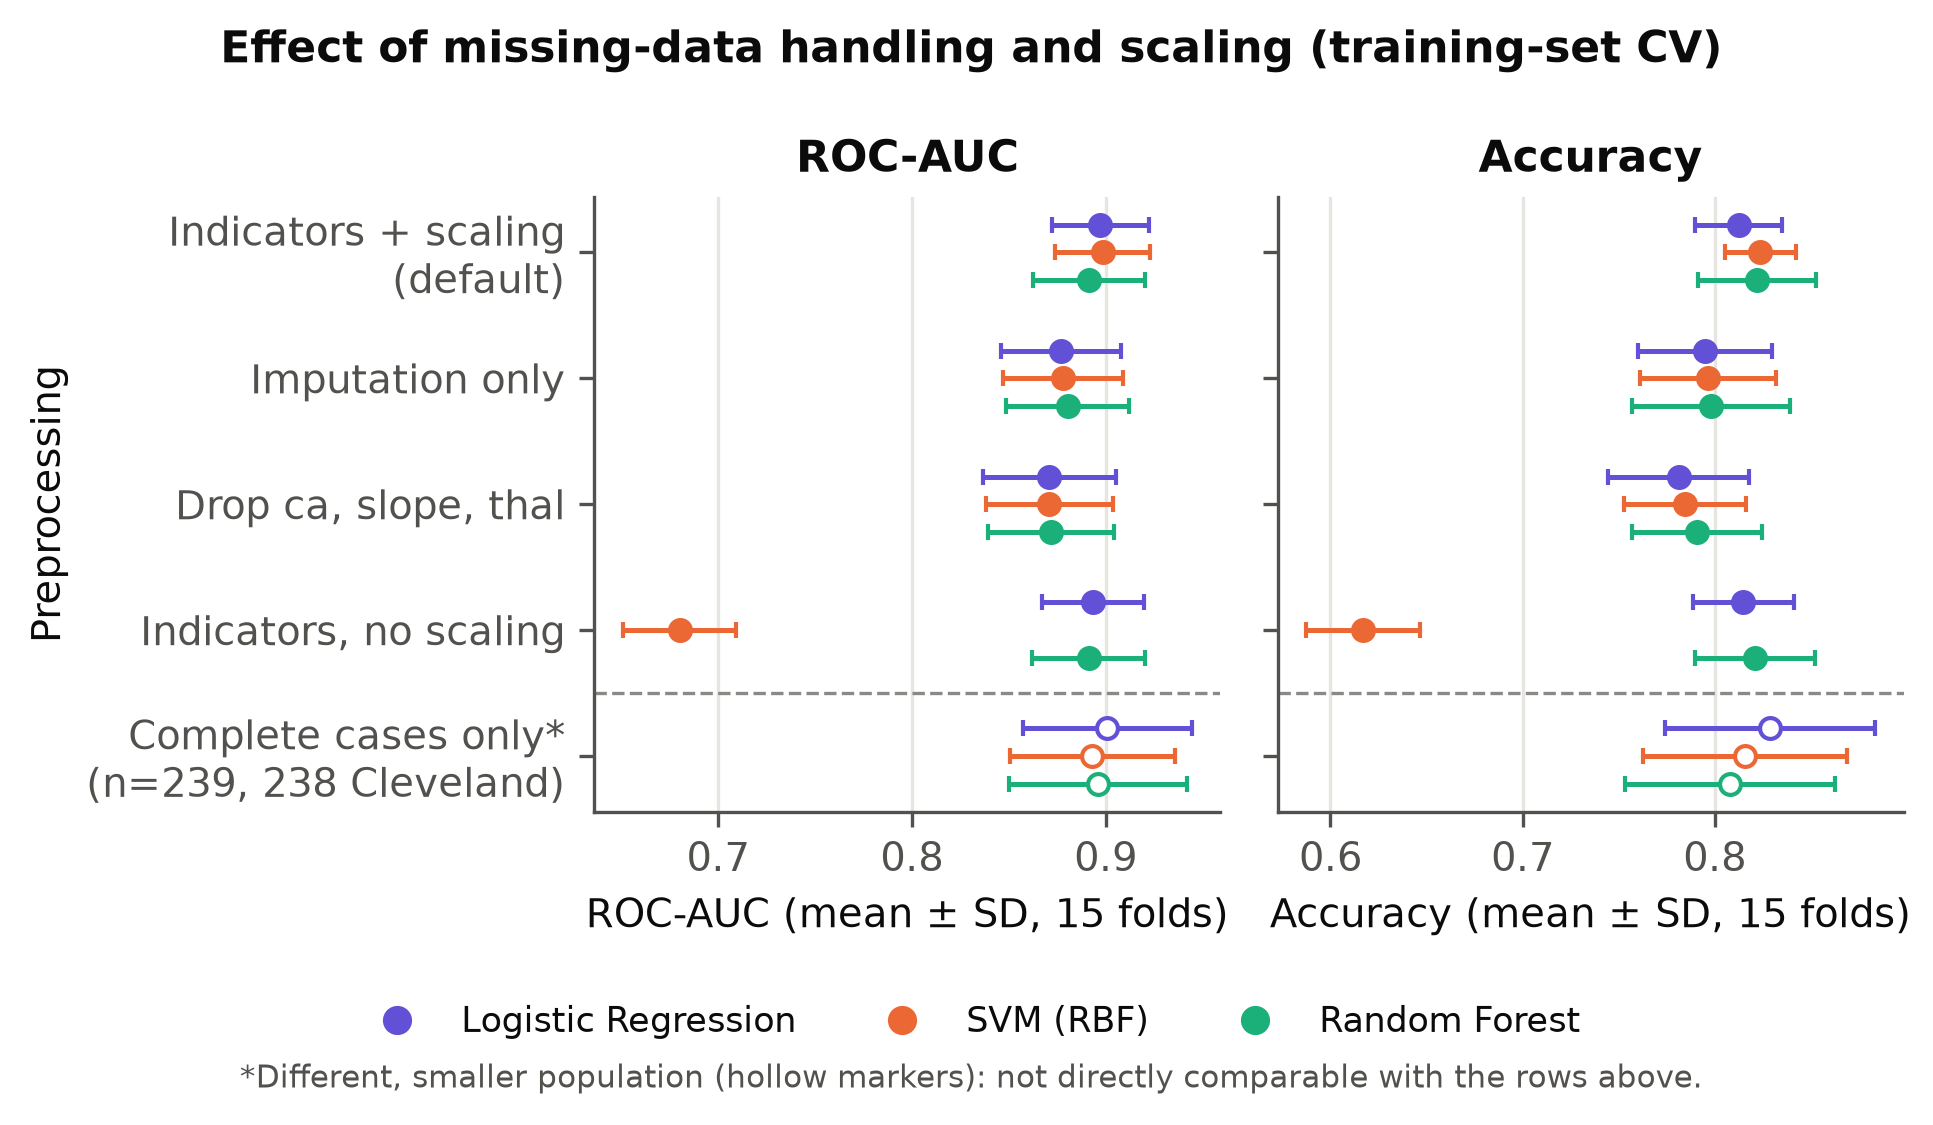 Effect of missing-data handling and scaling (training-set CV)
ROC-AUC
Accuracy
Preprocessing
Indicators + scaling
(default)
Imputation only
Drop ca, slope, thal
Indicators, no scaling
Complete cases only*
(n=239, 238 Cleveland)
0.7 0.8 0.9
0.6 0.7 0.8
ROC-AUC (mean ± SD, 15 folds)
Accuracy (mean ± SD, 15 folds)
Logistic Regression SVM (RBF) Random Forest
*Different, smaller population (hollow markers): not directly comparable with the rows above.